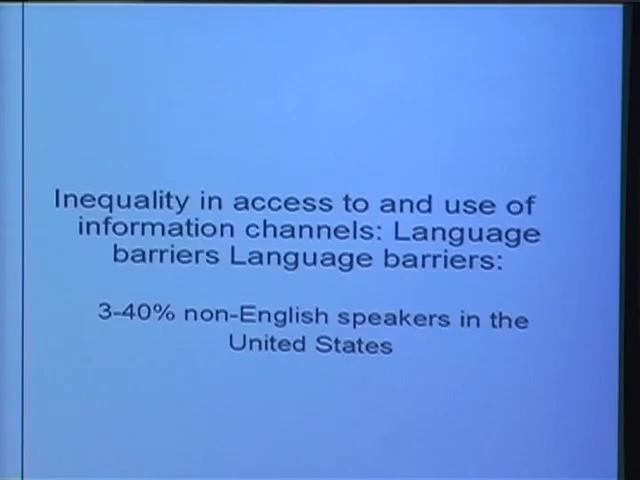 Inequality in access to and use of
information channels: Language
barriers Language barriers:
3-40% non-English speakers in the
United States